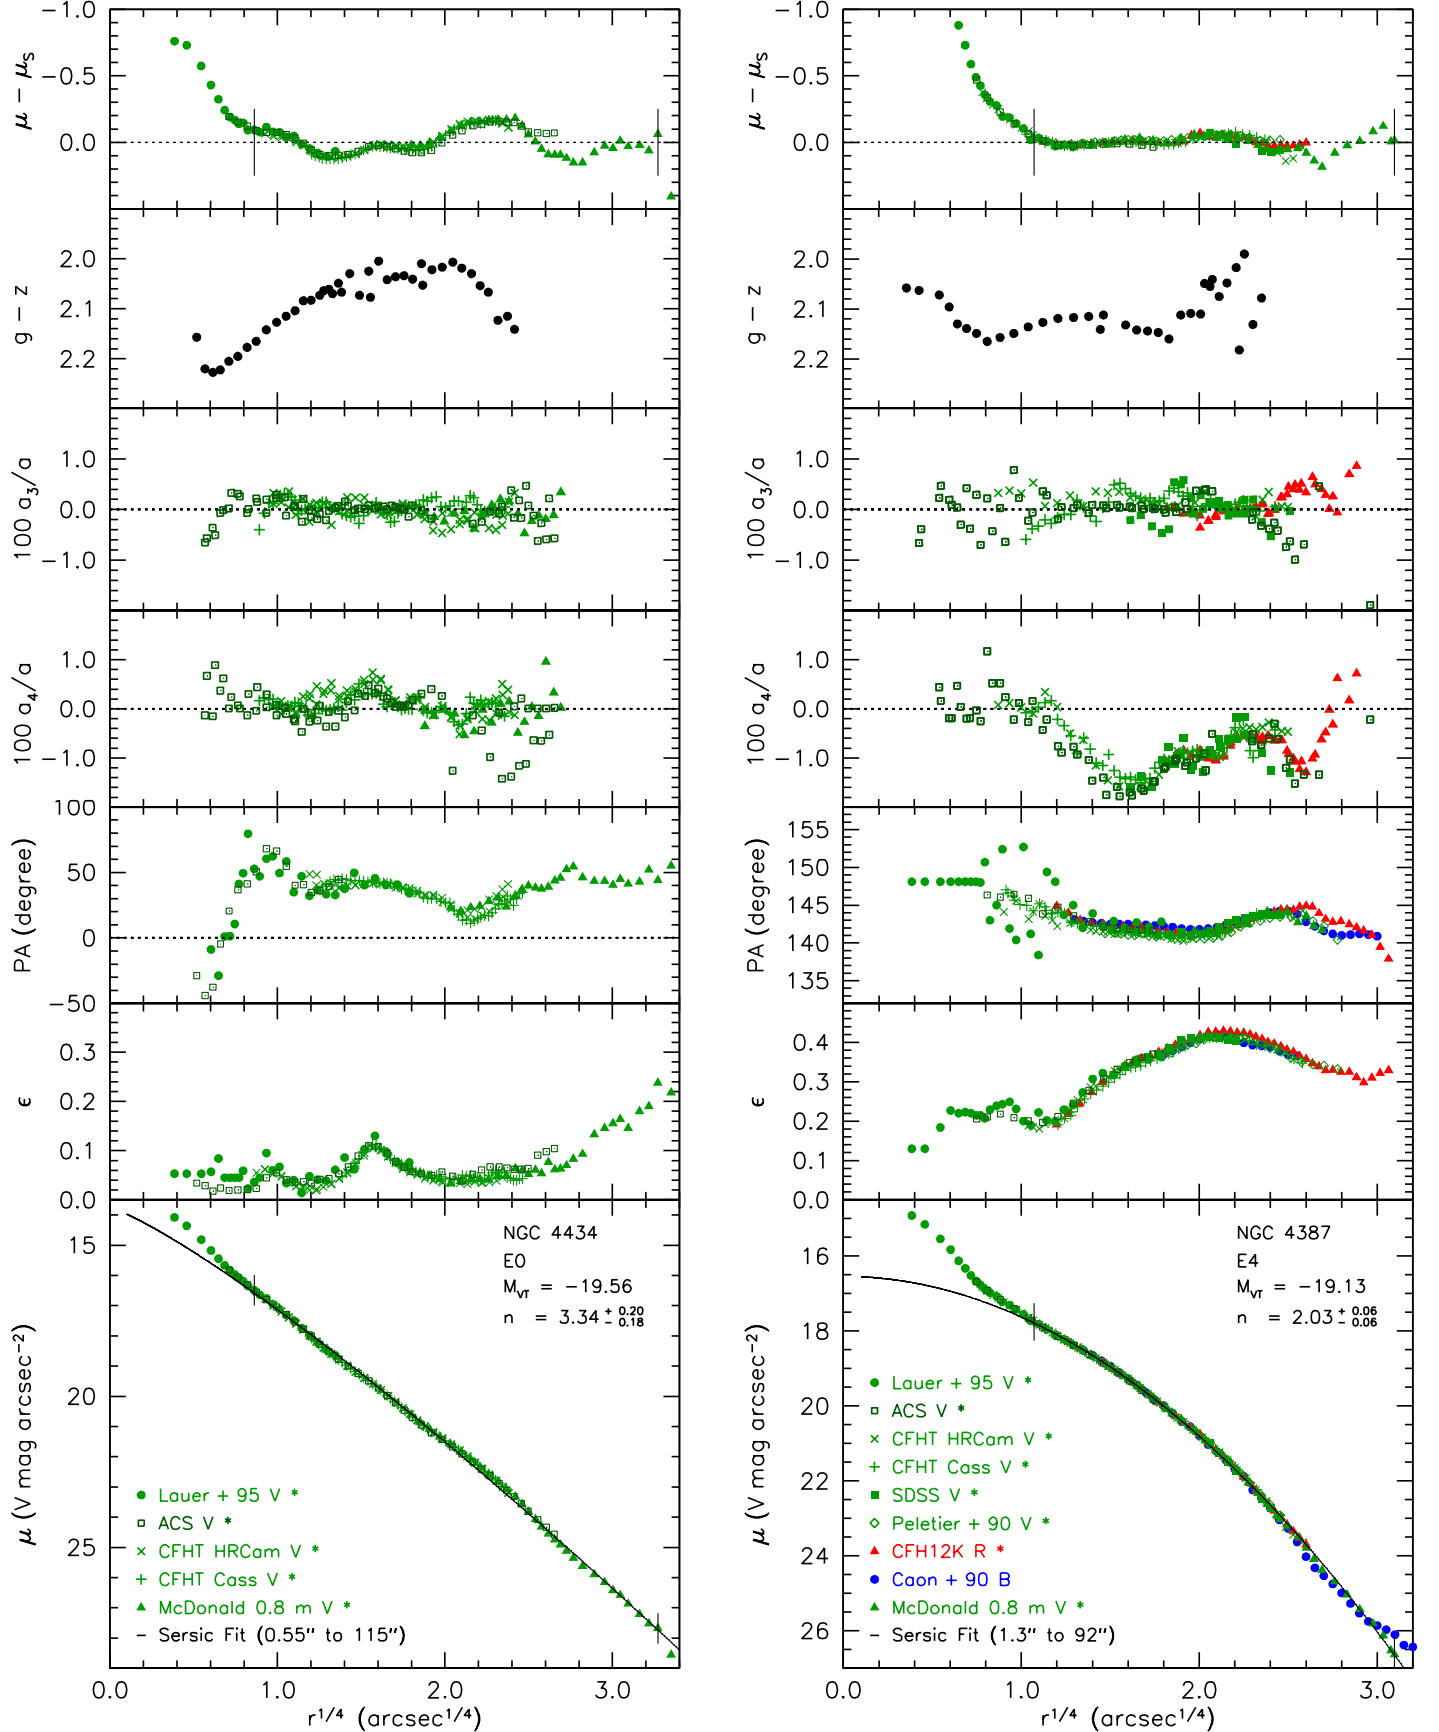 −1.0
−0.5
0.0
μ − μS
2.0
2.1
2.2
g − z
1.0
0.0
−1.0
100 a3/a
1.0
0.0
−1.0
100 a4/a
100
50
0
−50
PA (degree)
0.3
0.2
0.1
0.0
ϵ
15
20
25
μ (V mag arcsec−2)
NGC 4434
E0
MVT = −19.56
n = 3.34 + 0.20 − 0.18
Lauer + 95 V *
ACS V *
CFHT HRCam V *
CFHT Cass V *
McDonald 0.8 m V *
− Sersic Fit (0.55″ to 115″)
0.0 1.0 2.0 3.0
r1/4 (arcsec1/4)
−1.0
−0.5
0.0
μ − μS
2.0
2.1
2.2
g − z
1.0
0.0
−1.0
100 a3/a
1.0
0.0
−1.0
100 a4/a
155
150
145
140
135
PA (degree)
0.4
0.3
0.2
0.1
0.0
ϵ
16
18
20
22
24
26
μ (V mag arcsec−2)
NGC 4387
E4
MVT = −19.13
n = 2.03 + 0.06 − 0.06
Lauer + 95 V *
ACS V *
CFHT HRCam V *
CFHT Cass V *
SDSS V *
Peletier + 90 V *
CFH12K R *
Caon + 90 B
McDonald 0.8 m V *
− Sersic Fit (1.3″ to 92″)
0.0 1.0 2.0 3.0
r1/4 (arcsec1/4)